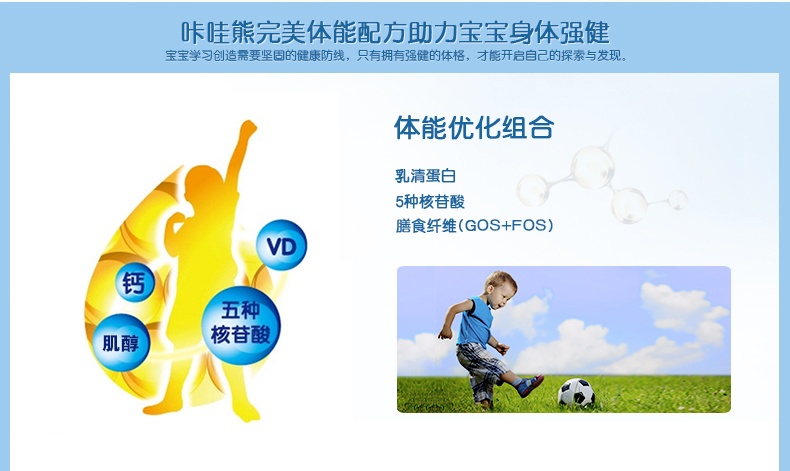 咔哇熊完美体能配方助力宝宝身体强健
宝宝学习创造需要坚固的健康防线，只有拥有强健的体格，才能开启自己的探索与发现。
体能优化组合
乳清蛋白
5种核苷酸
膳食纤维(GOS+FOS)
VD
钙
五种
核苷酸
肌醇